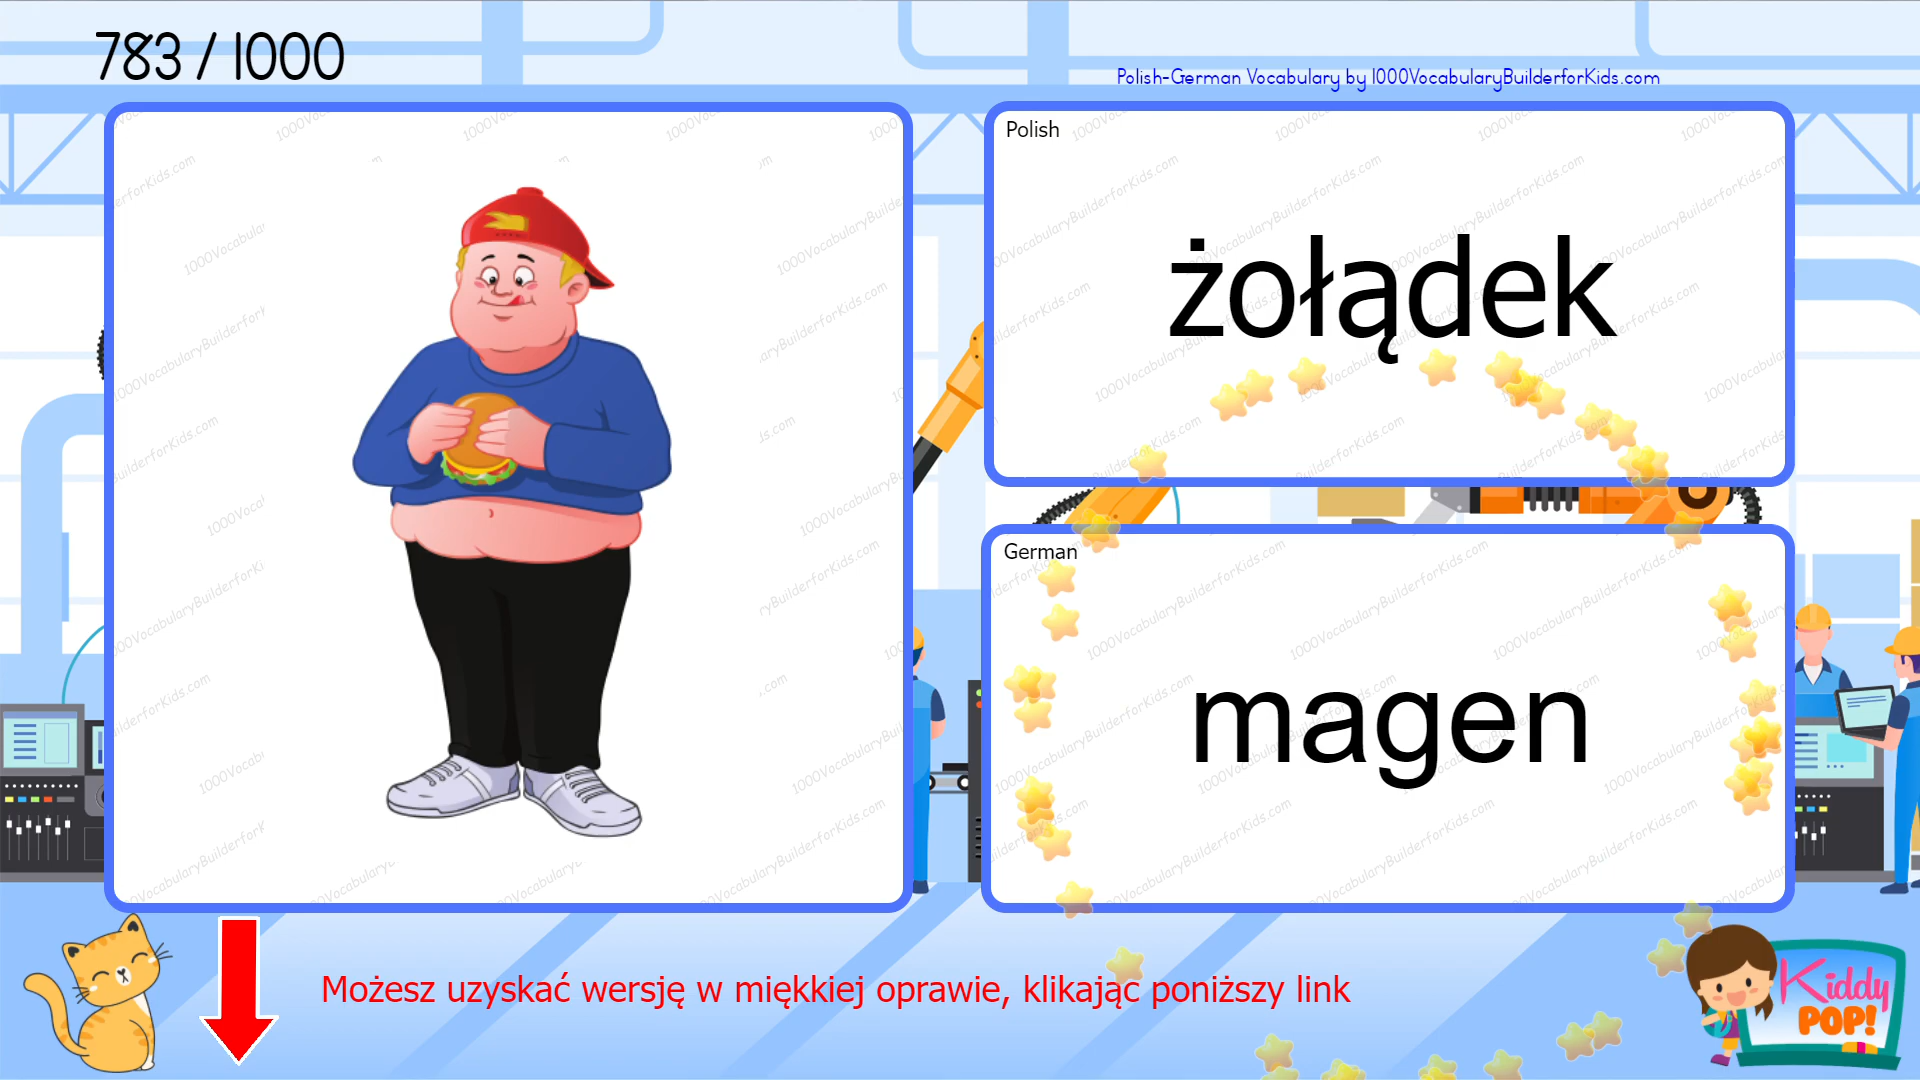 783 / 1000
Polish-German Vocabulary by 1000VocabularyBuilderforKids.com
Polish
żołądek
German
magen
Możesz uzyskać wersję w miękkiej oprawie, klikając poniższy link
Kiddy
POP!